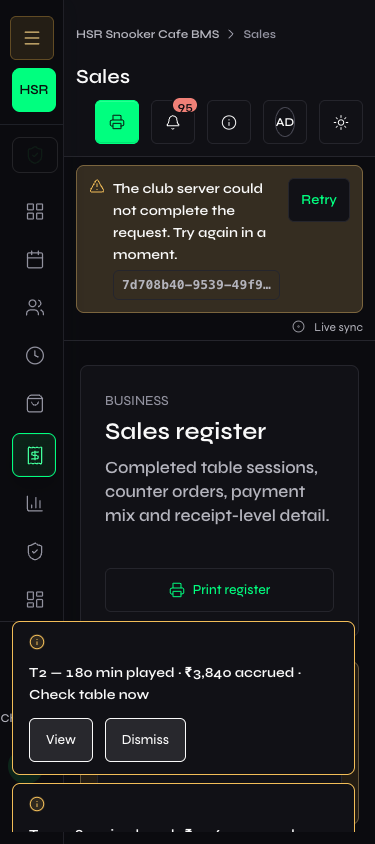 HSR Snooker Cafe BMS > Sales
HSR
Sales
95
AD
The club server could
not complete the
request. Try again in a
moment.
Retry
7d708b40-9539-49f9…
Live sync
BUSINESS
Sales register
Completed table sessions,
counter orders, payment
mix and receipt-level detail.
Print register
T2 — 180 min played · ₹3,840 accrued ·
Check table now
View
Dismiss